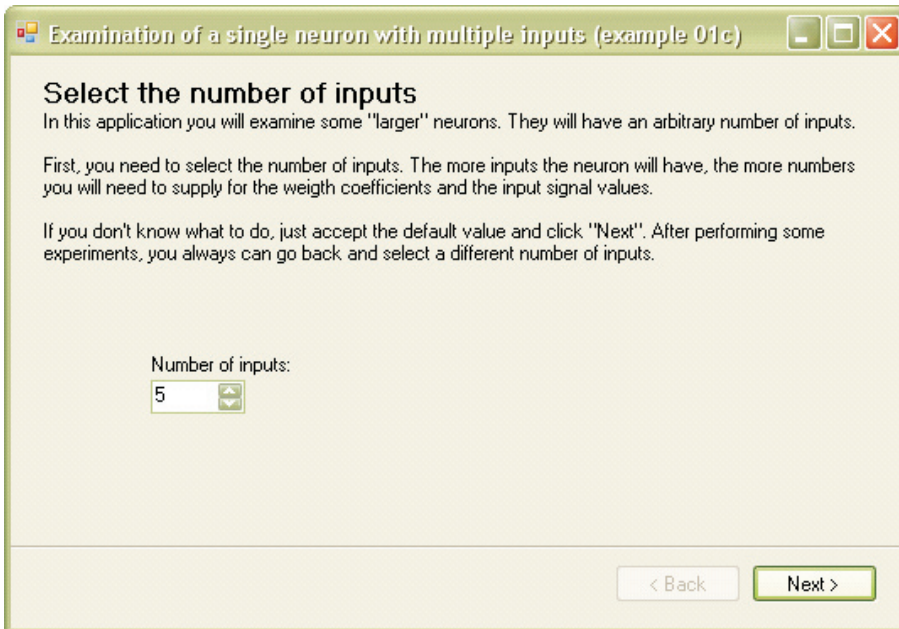 Examination of a single neuron with multiple inputs (example 01c)
Select the number of inputs
In this application you will examine some "larger" neurons. They will have an arbitrary number of inputs.
First, you need to select the number of inputs. The more inputs the neuron will have, the more numbers
you will need to supply for the weigth coefficients and the input signal values.
If you don't know what to do, just accept the default value and click "Next". After performing some
experiments, you always can go back and select a different number of inputs.
Number of inputs:
5
< Back
Next >